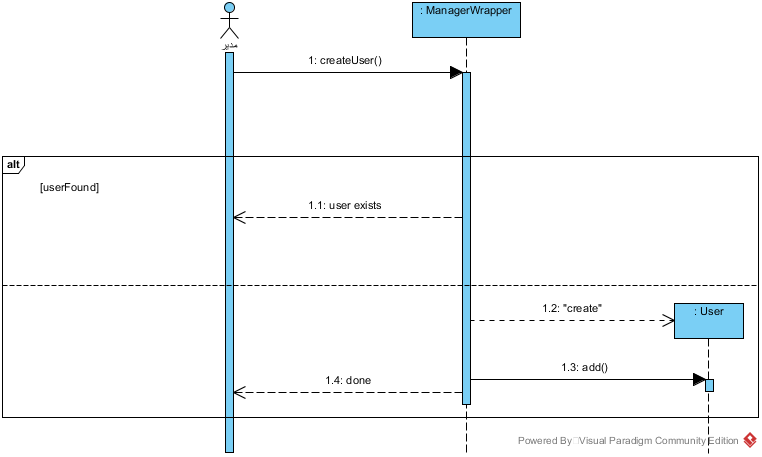 : ManagerWrapper
مدير
1: createUser()
alt
[userFound]
1.1: user exists
1.2: "create"
: User
1.3: add()
1.4: done
Powered By Visual Paradigm Community Edition